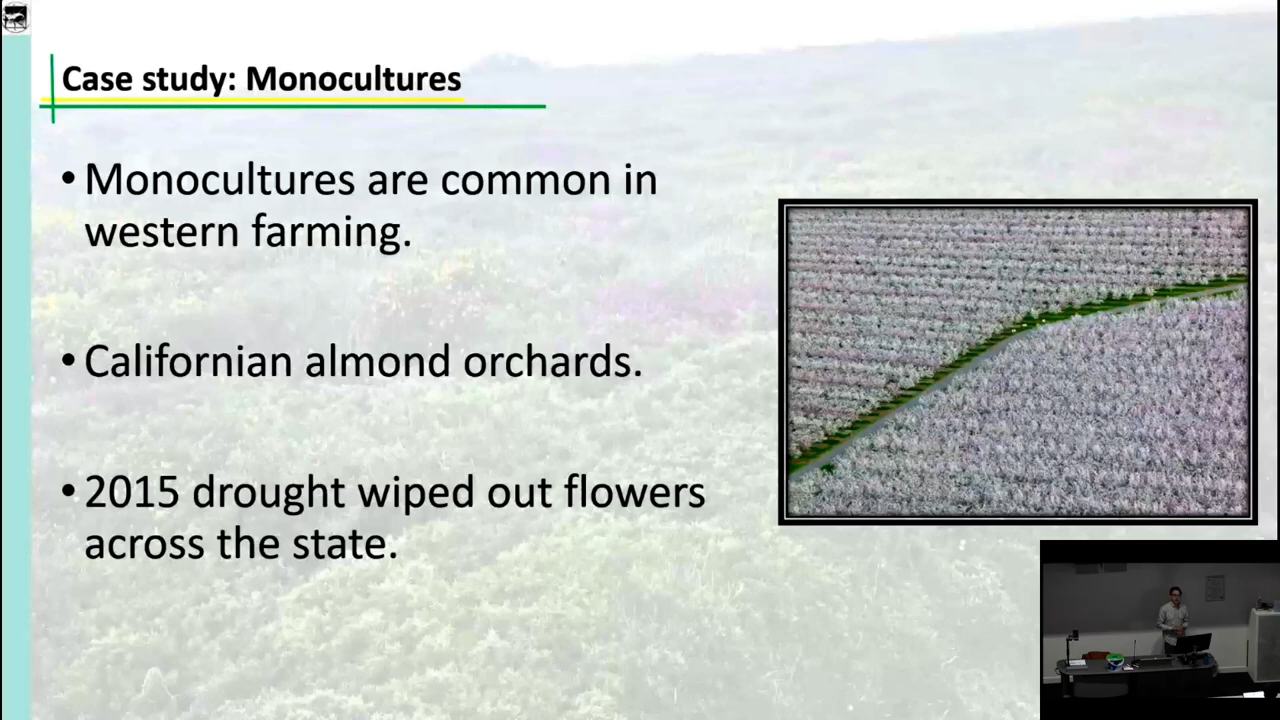 Case study: Monocultures
• Monocultures are common in
western farming.
• Californian almond orchards.
• 2015 drought wiped out flowers
across the state.